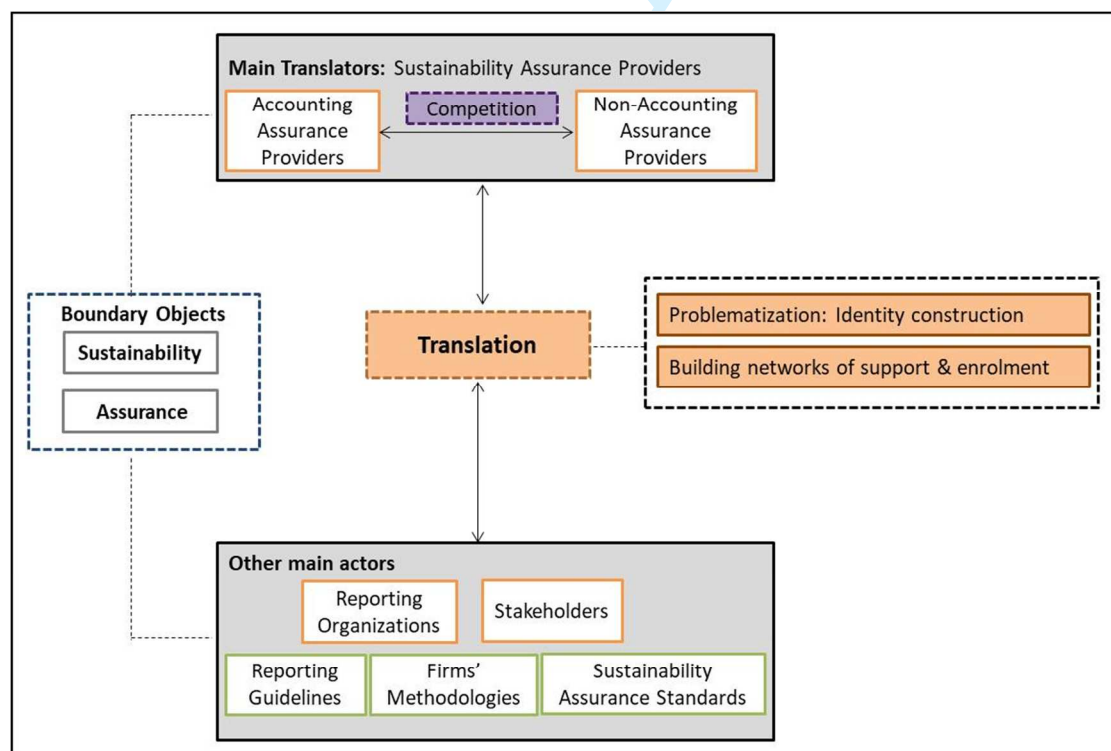 Main Translators: Sustainability Assurance Providers
Accounting
Assurance
Providers
Competition
Non-Accounting
Assurance
Providers
Boundary Objects
Sustainability
Assurance
Translation
Problematization: Identity construction
Building networks of support & enrolment
Other main actors
Reporting
Organizations
Stakeholders
Reporting
Guidelines
Firms’
Methodologies
Sustainability
Assurance Standards